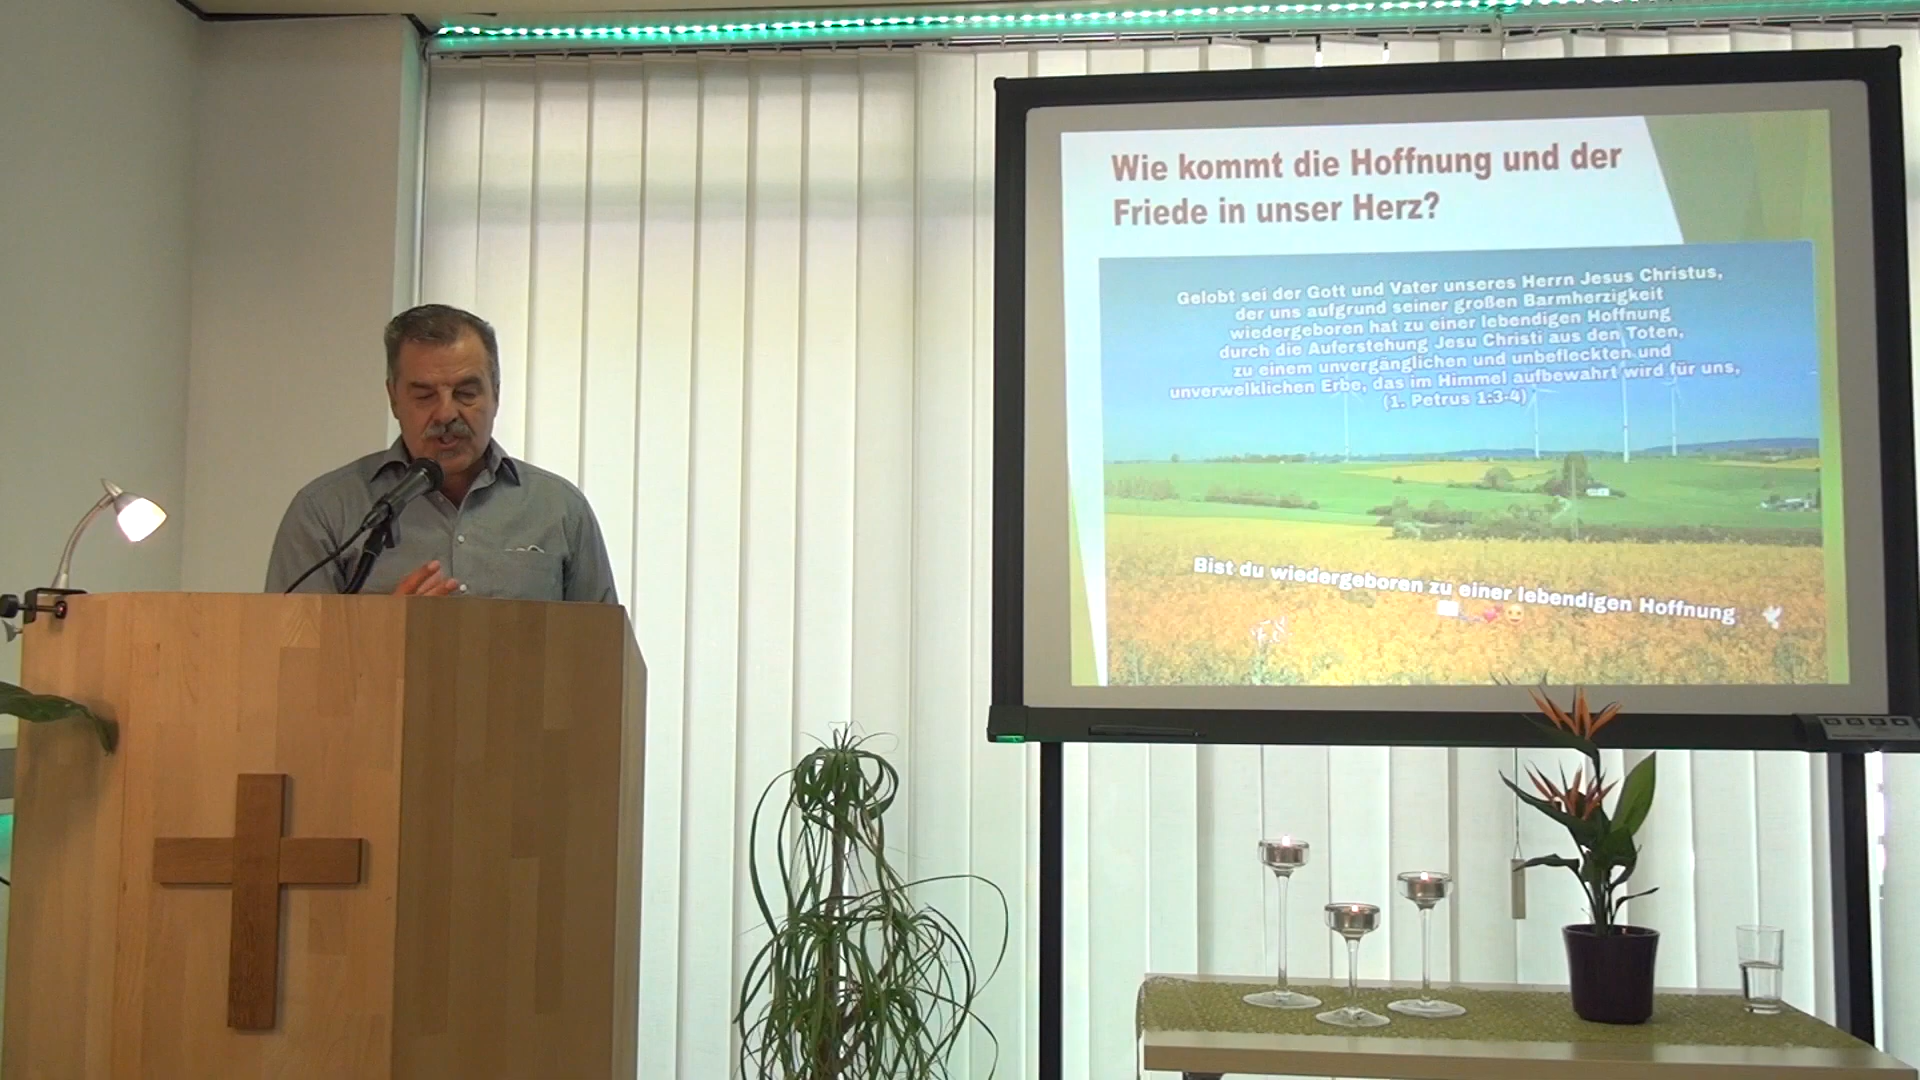 Wie kommt die Hoffnung und der
Friede in unser Herz?
Gelobt sei der Gott und Vater unseres Herrn Jesus Christus,
der uns aufgrund seiner großen Barmherzigkeit
wiedergeboren hat zu einer lebendigen Hoffnung
durch die Auferstehung Jesu Christi aus den Toten,
zu einem unvergänglichen und unbefleckten und
unverwelklichen Erbe, das im Himmel aufbewahrt wird für uns,
(1. Petrus 1:3-4)
Bist du wiedergeboren zu einer lebendigen Hoffnung